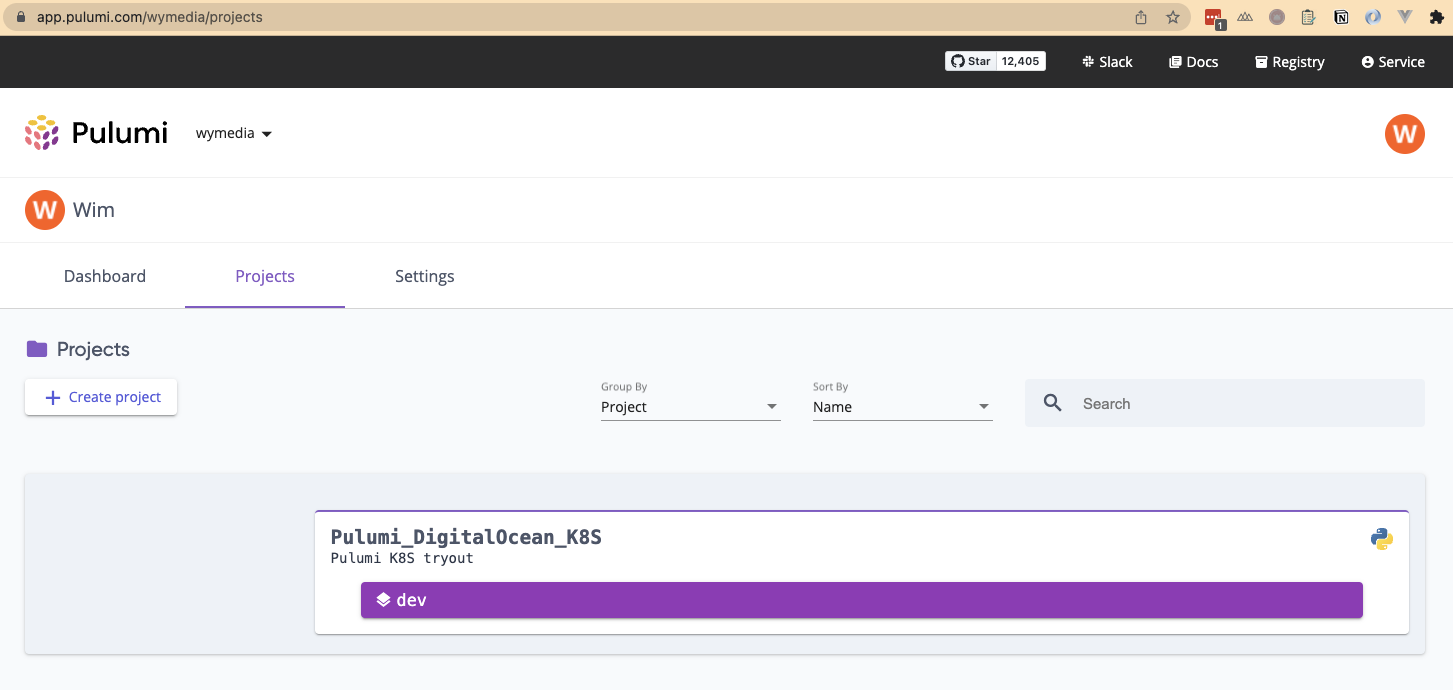 app.pulumi.com/wymedia/projects
1
Star 12,405 Slack Docs Registry Service
Pulumi wymedia W
W Wim
Dashboard Projects Settings
Projects
Create project
Group By
Project
Sort By
Name
Search
Pulumi_DigitalOcean_K8S
Pulumi K8S tryout
dev